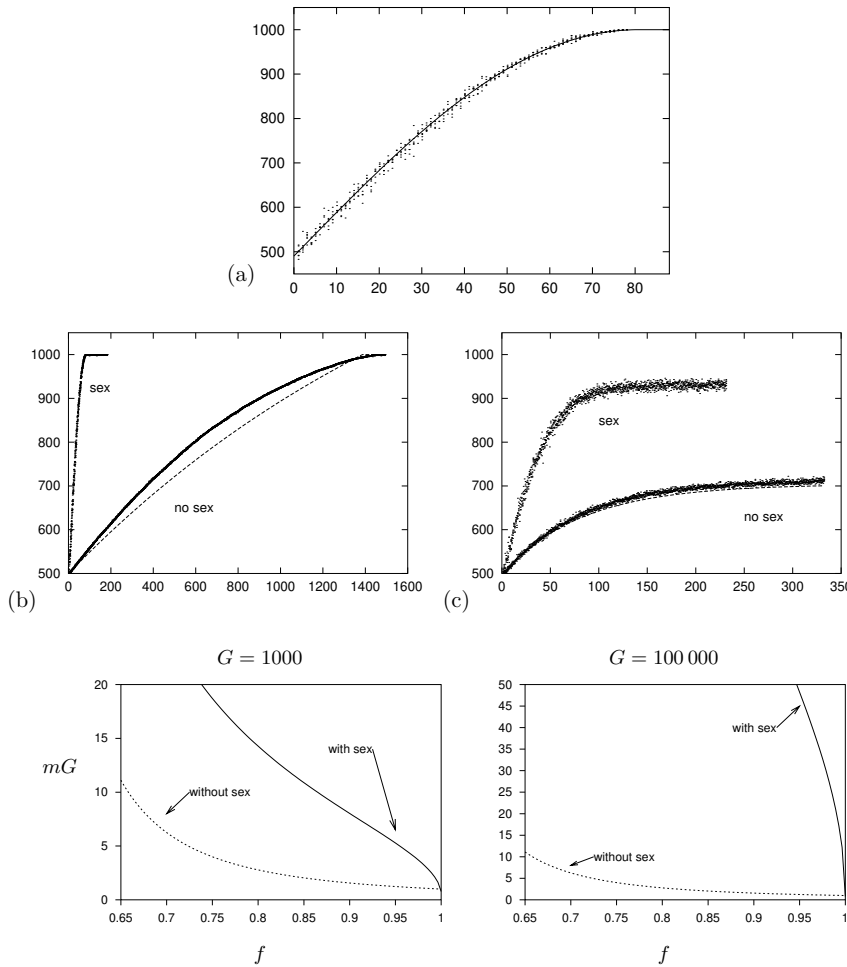 1000
900
800
700
600
500
0 10 20 30 40 50 60 70 80
(a)
1000
900
800
700
600
500
0 200 400 600 800 1000 1200 1400 1600
sex
no sex
(b)
1000
900
800
700
600
500
0 50 100 150 200 250 300 350
sex
no sex
(c)
G = 1000
20
15
10
5
0
mG
with sex
without sex
0.65 0.7 0.75 0.8 0.85 0.9 0.95 1
f
G = 100 000
50
45
40
35
30
25
20
15
10
5
0
with sex
without sex
0.65 0.7 0.75 0.8 0.85 0.9 0.95 1
f